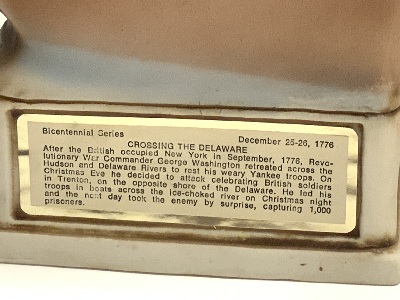 Bicentennial Series December 25-26, 1776
CROSSING THE DELAWARE
After the British occupied New York in September, 1776, Revo-
lutionary War Commander George Washington retreated across the
Hudson and Delaware Rivers to rest his weary Yankee troops. On
Christmas Eve he decided to attack celebrating British soldiers
in Trenton, on the opposite shore of the Delaware. He led his
troops in boats across the ice-choked river on Christmas night
and the next day took the enemy by surprise, capturing 1,000
prisoners.